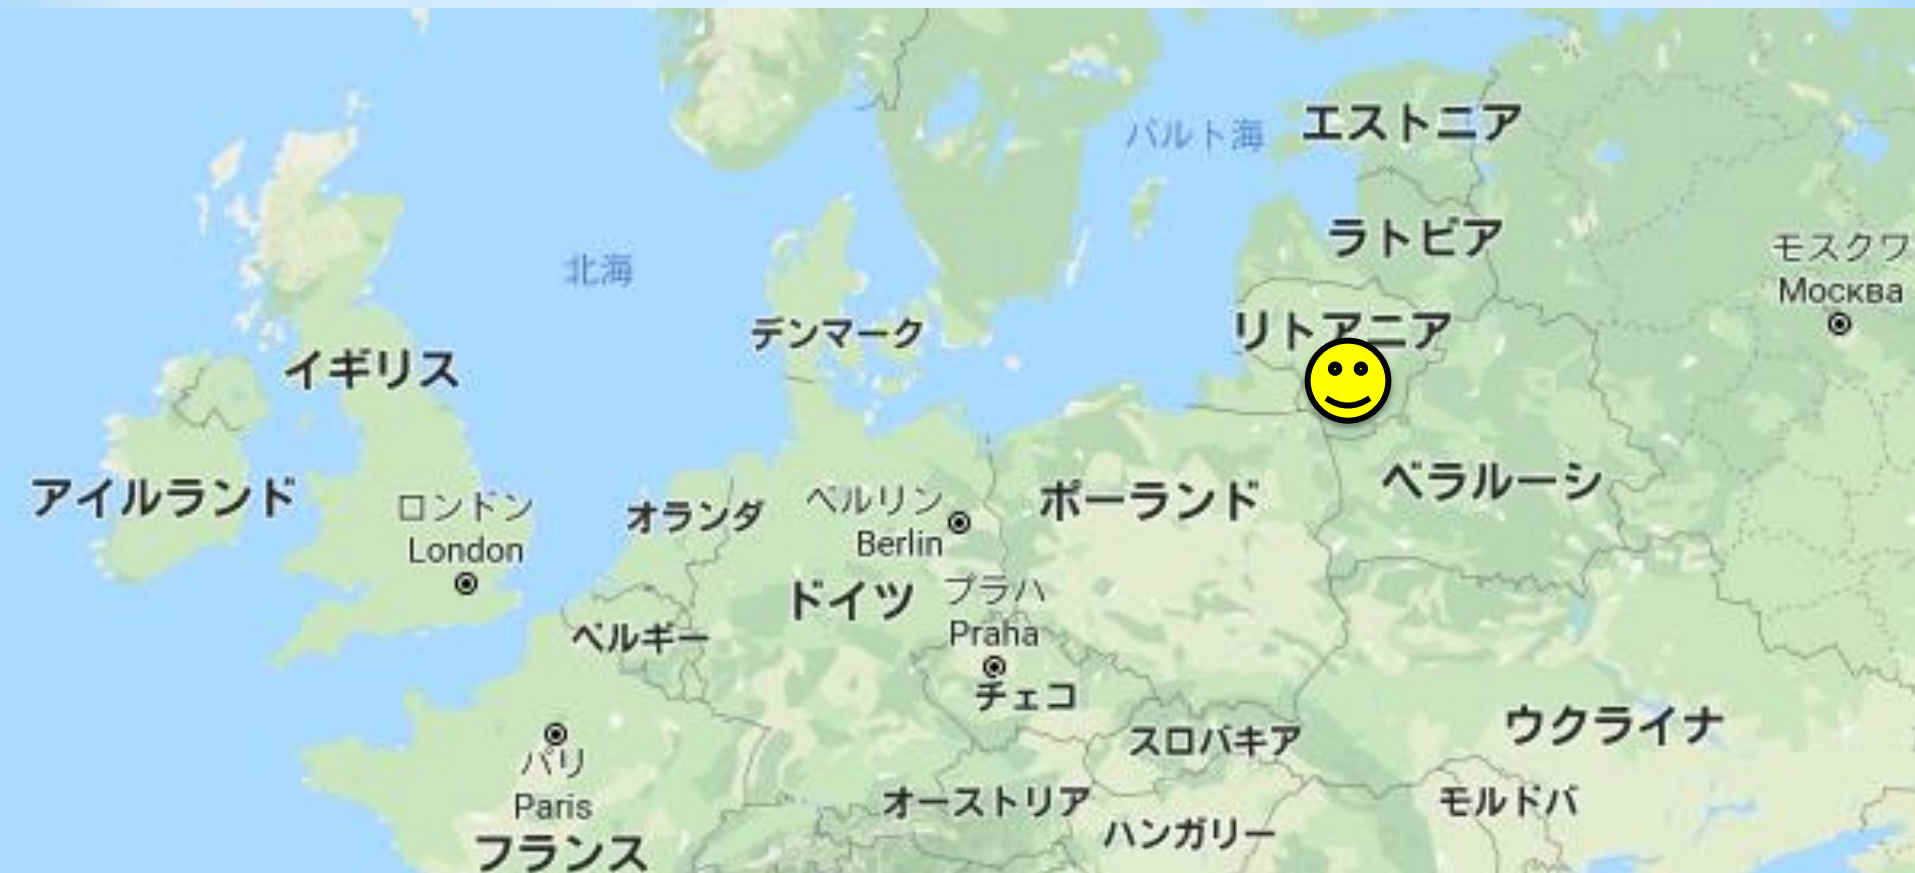 バルト海
エストニア
ラトビア
モスクワ
Москва
北海
デンマーク
リトアニア
イギリス
アイルランド
ロンドン
London
オランダ
ベルリン
Berlin
ポーランド
ベラルーシ
ドイツ
プラハ
Praha
ベルギー
チェコ
スロバキア
ウクライナ
パリ
Paris
オーストリア
モルドバ
ハンガリー
フランス